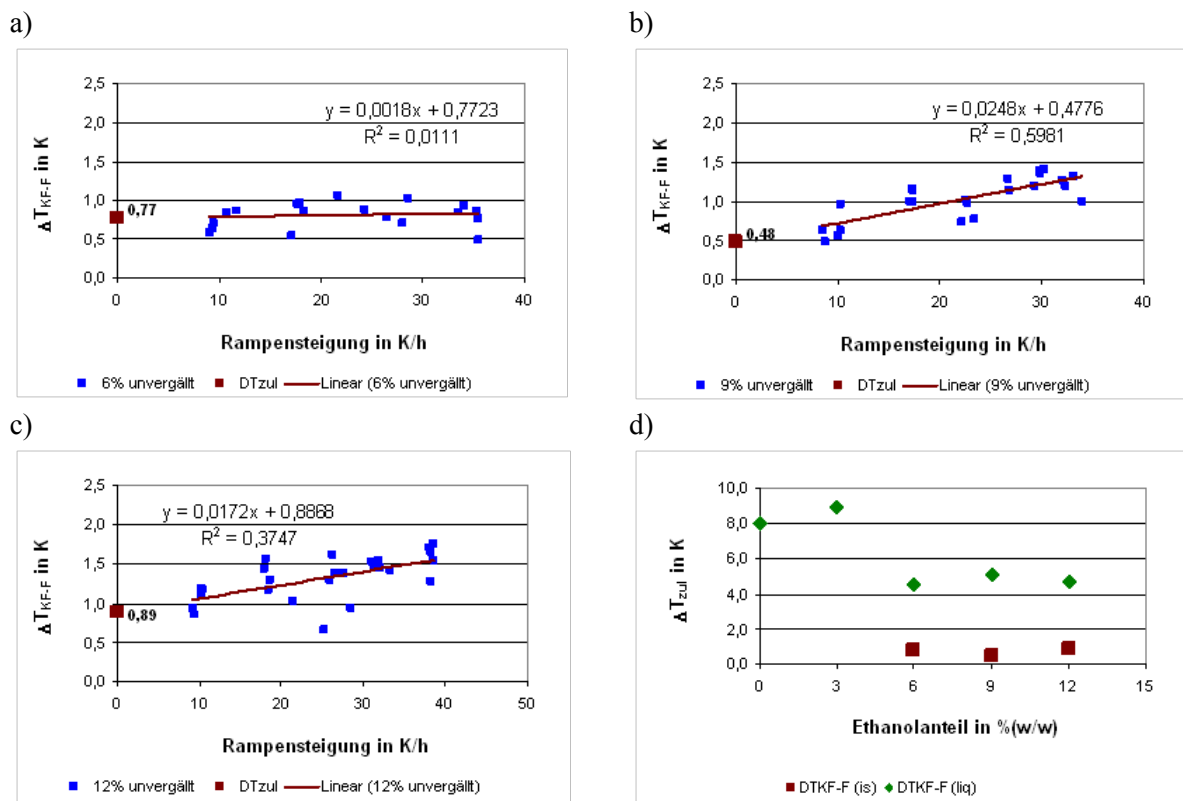 a)
2,5
2,0
1,5
1,0
0,5
0,0
ΔT_KF-F in K
y = 0,0018x + 0,7723
R² = 0,0111
0,77
0 10 20 30 40
Rampensteigung in K/h
6% unvergällt DTzul Linear (6% unvergällt)
b)
2,5
2,0
1,5
1,0
0,5
0,0
ΔT_KF-F in K
y = 0,0248x + 0,4776
R² = 0,5981
0,48
0 10 20 30 40
Rampensteigung in K/h
9% unvergällt DTzul Linear (9% unvergällt)
c)
2,5
2,0
1,5
1,0
0,5
0,0
ΔT_KF-F in K
y = 0,0172x + 0,8868
R² = 0,3747
0,89
0 10 20 30 40 50
Rampensteigung in K/h
12% unvergällt DTzul Linear (12% unvergällt)
d)
10,0
8,0
6,0
4,0
2,0
0,0
ΔT_zul in K
0 3 6 9 12 15
Ethanolanteil in %(w/w)
DTKF-F (is) DTKF-F (liq)